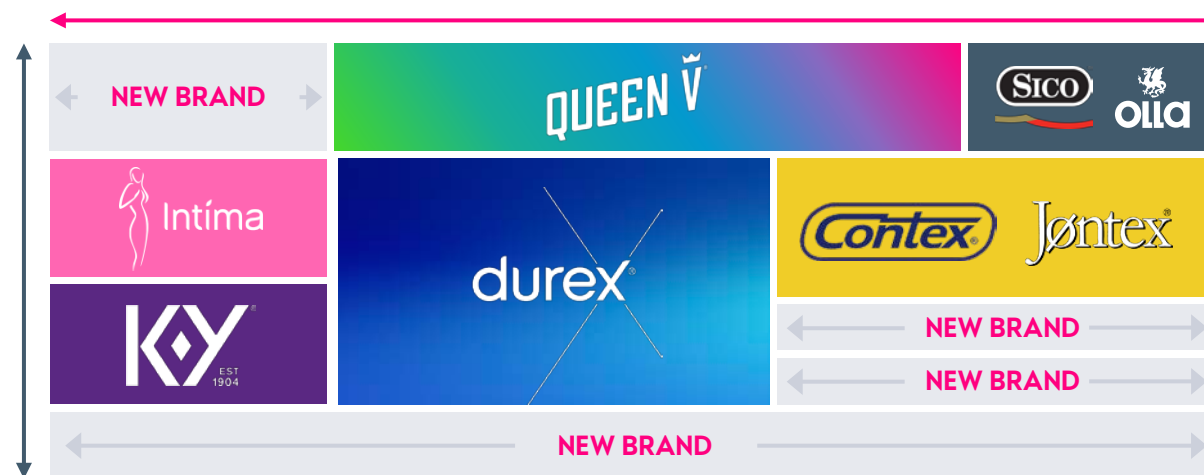 NEW BRAND
QUEEN V
SICO
OLLA
Intíma
durex®
Contex®
Jøntex®
KY®
EST
1904
NEW BRAND
NEW BRAND
NEW BRAND